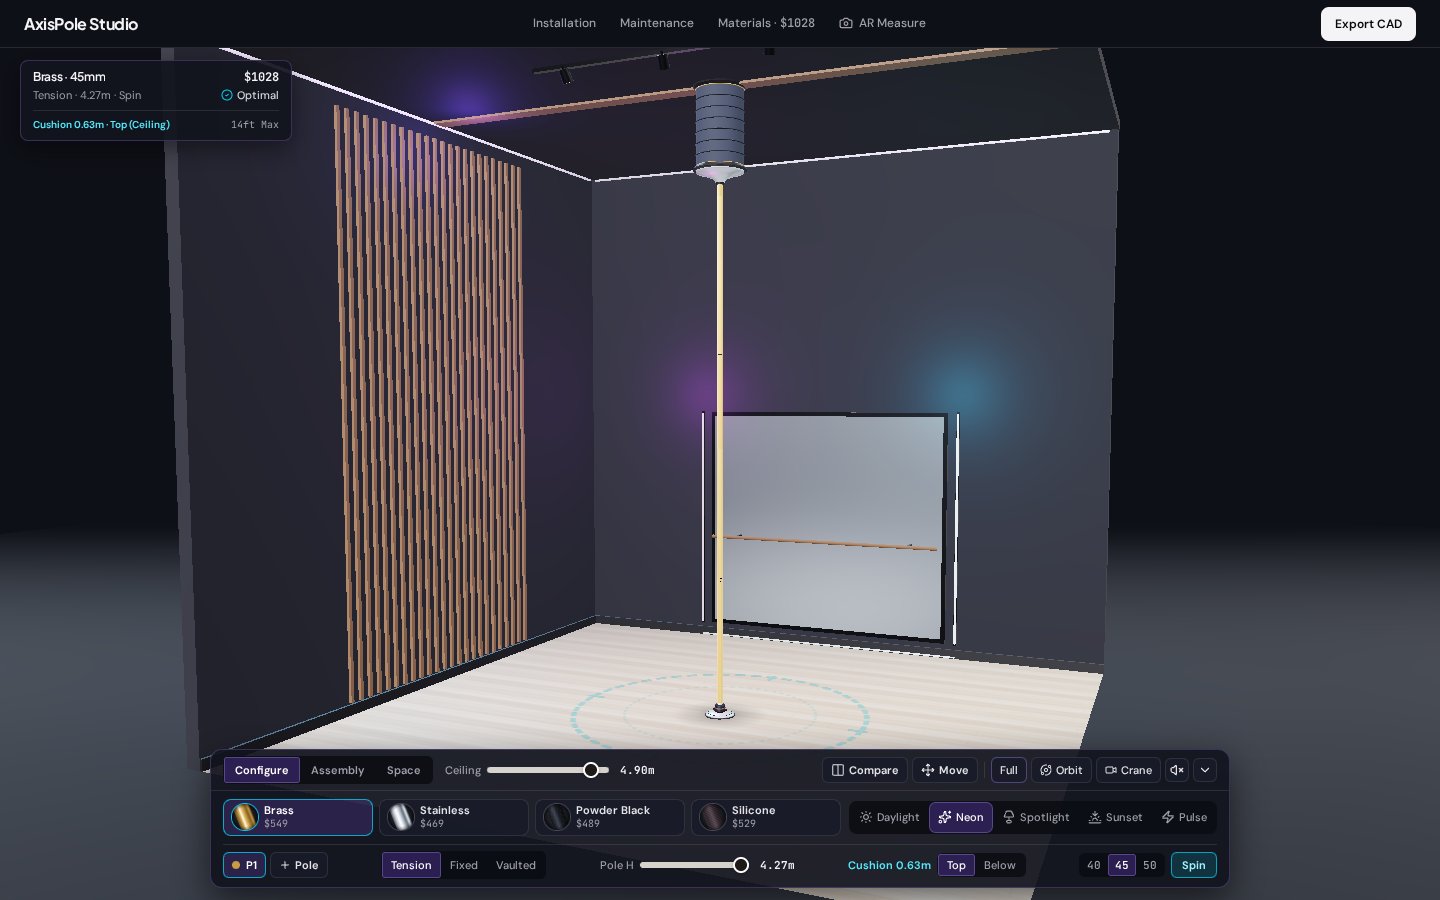 AxisPole Studio
Installation
Maintenance
Materials · $1028
AR Measure
Export CAD
Brass · 45mm $1028
Tension · 4.27m · Spin Optimal
Cushion 0.63m · Top (Ceiling) 14ft Max
Configure Assembly Space Ceiling 4.90m Compare Move Full Orbit Crane
Brass
$549
Stainless
$469
Powder Black
$489
Silicone
$529
Daylight Neon Spotlight Sunset Pulse
P1 + Pole Tension Fixed Vaulted Pole H 4.27m Cushion 0.63m Top Below 40 45 50 Spin